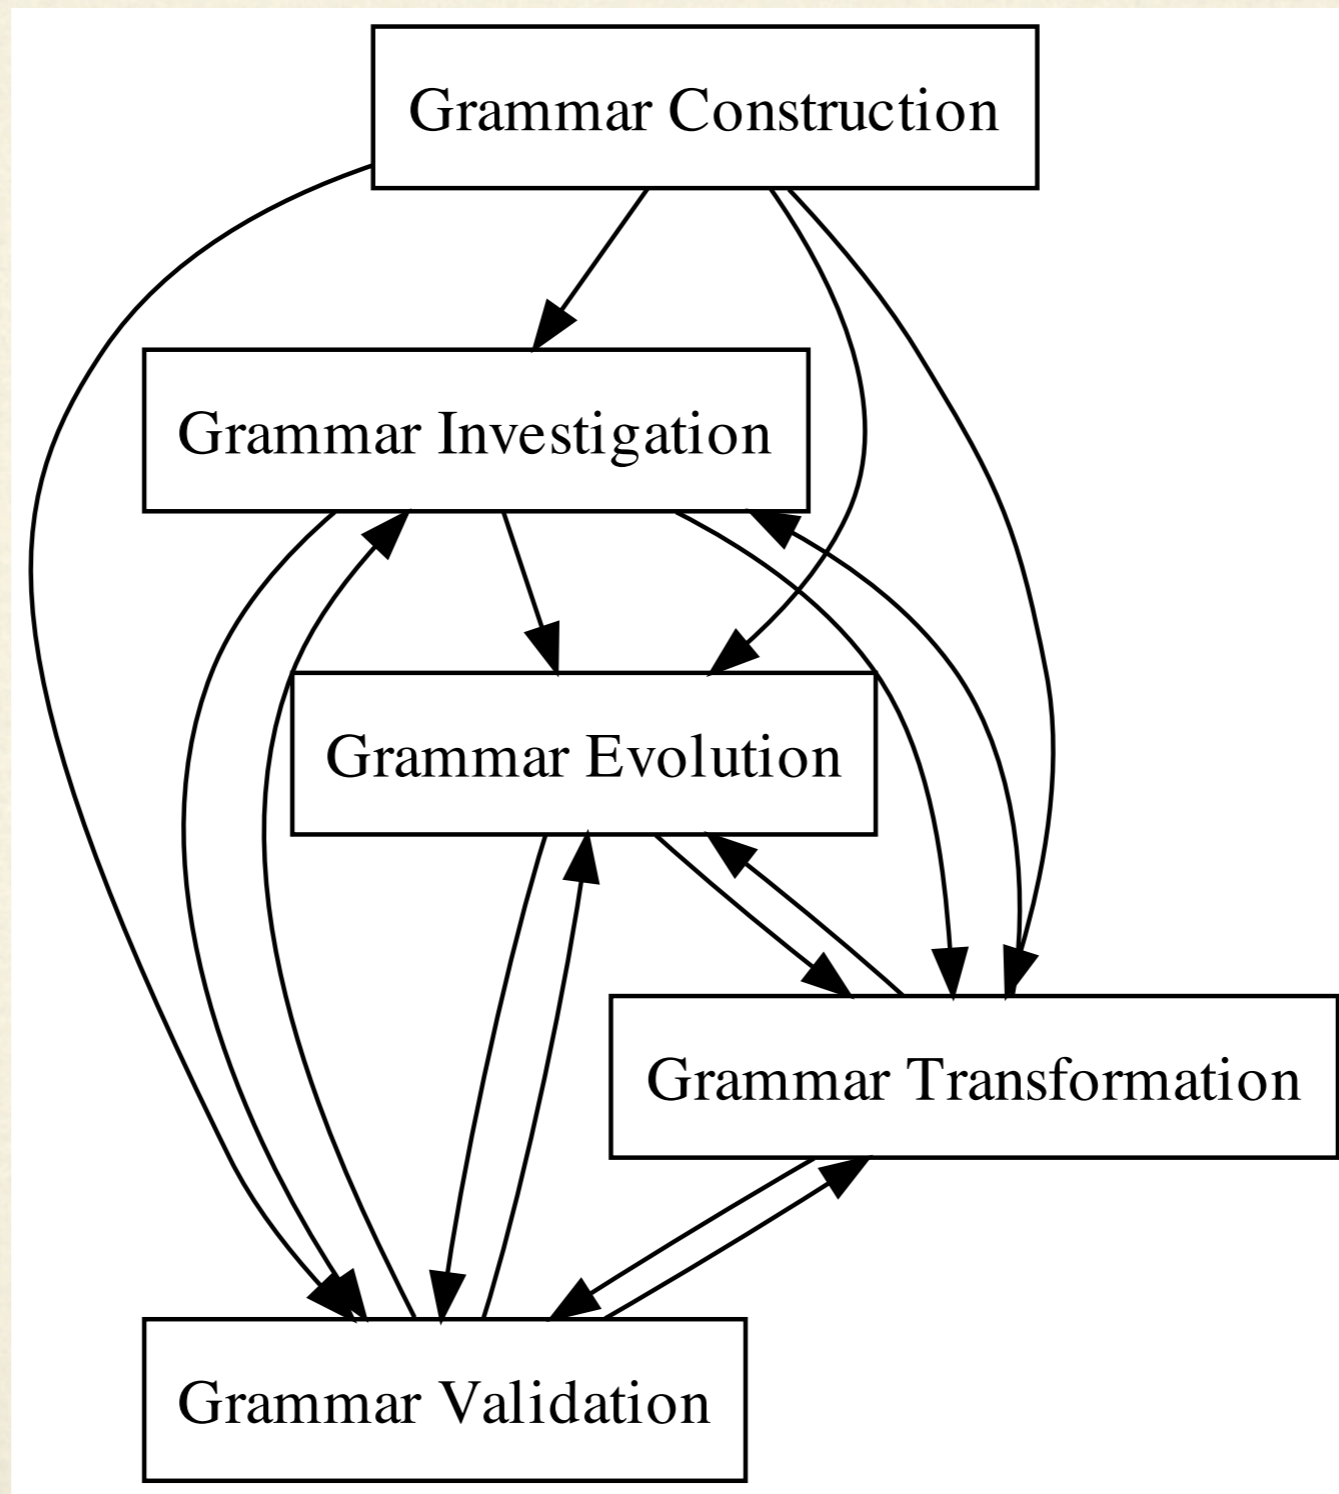 Grammar Construction
Grammar Investigation
Grammar Evolution
Grammar Transformation
Grammar Validation